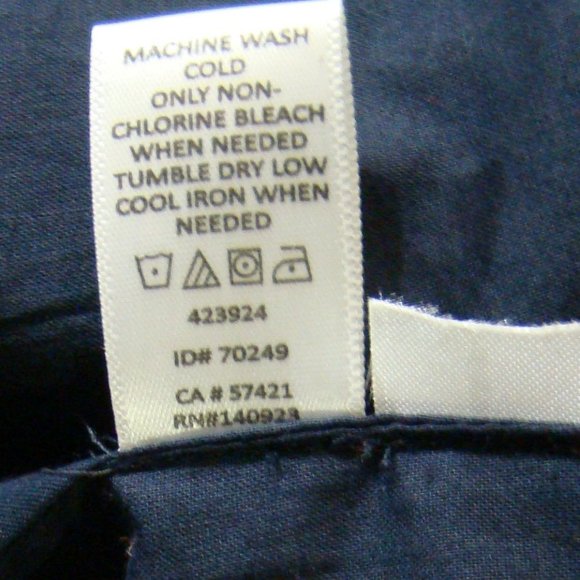 MACHINE WASH
COLD
ONLY NON-
CHLORINE BLEACH
WHEN NEEDED
TUMBLE DRY LOW
COOL IRON WHEN
NEEDED
423924
ID# 70249
CA # 57421
RN#140923